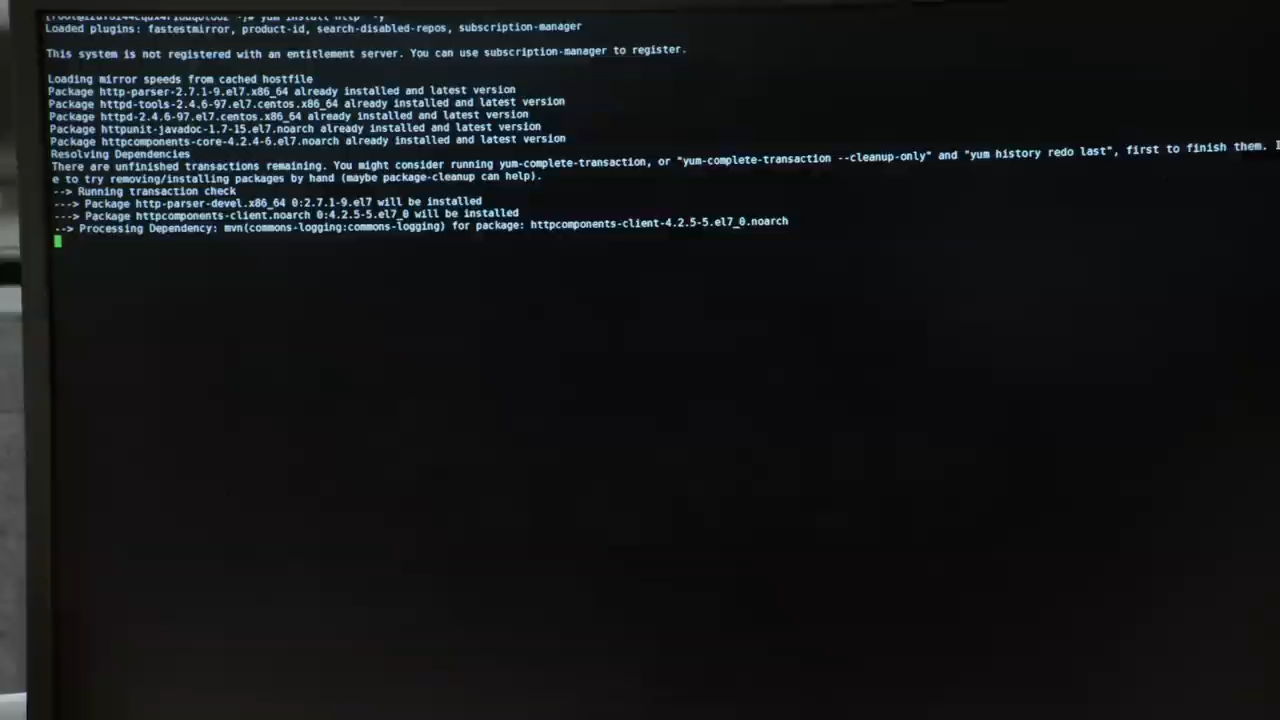 yum install http* -y
Loaded plugins: fastestmirror, product-id, search-disabled-repos, subscription-manager
This system is not registered with an entitlement server. You can use subscription-manager to register.
Loading mirror speeds from cached hostfile
Package http-parser-2.7.1-9.el7.x86_64 already installed and latest version
Package httpd-tools-2.4.6-97.el7.centos.x86_64 already installed and latest version
Package httpd-2.4.6-97.el7.centos.x86_64 already installed and latest version
Package httpunit-javadoc-1.7-15.el7.noarch already installed and latest version
Package httpcomponents-core-4.2.4-6.el7.noarch already installed and latest version
Resolving Dependencies
There are unfinished transactions remaining. You might consider running yum-complete-transaction, or "yum-complete-transaction --cleanup-only" and "yum history redo last", first to finish them. I
e to try removing/installing packages by hand (maybe package-cleanup can help).
--> Running transaction check
---> Package http-parser-devel.x86_64 0:2.7.1-9.el7 will be installed
---> Package httpcomponents-client.noarch 0:4.2.5-5.el7_0 will be installed
--> Processing Dependency: mvn(commons-logging:commons-logging) for package: httpcomponents-client-4.2.5-5.el7_0.noarch